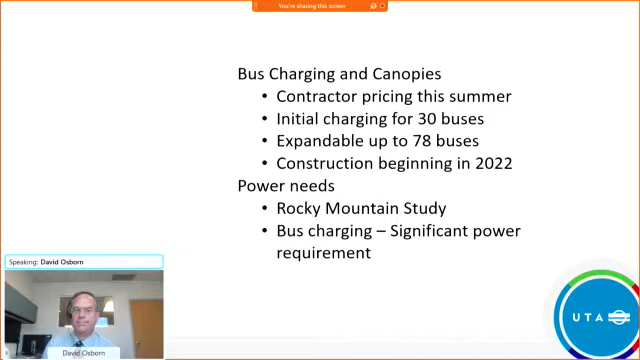 You're sharing this screen
Bus Charging and Canopies
• Contractor pricing this summer
• Initial charging for 30 buses
• Expandable up to 78 buses
• Construction beginning in 2022
Power needs
• Rocky Mountain Study
• Bus charging – Significant power
requirement
Speaking: David Osborn
David Osborn
UTA